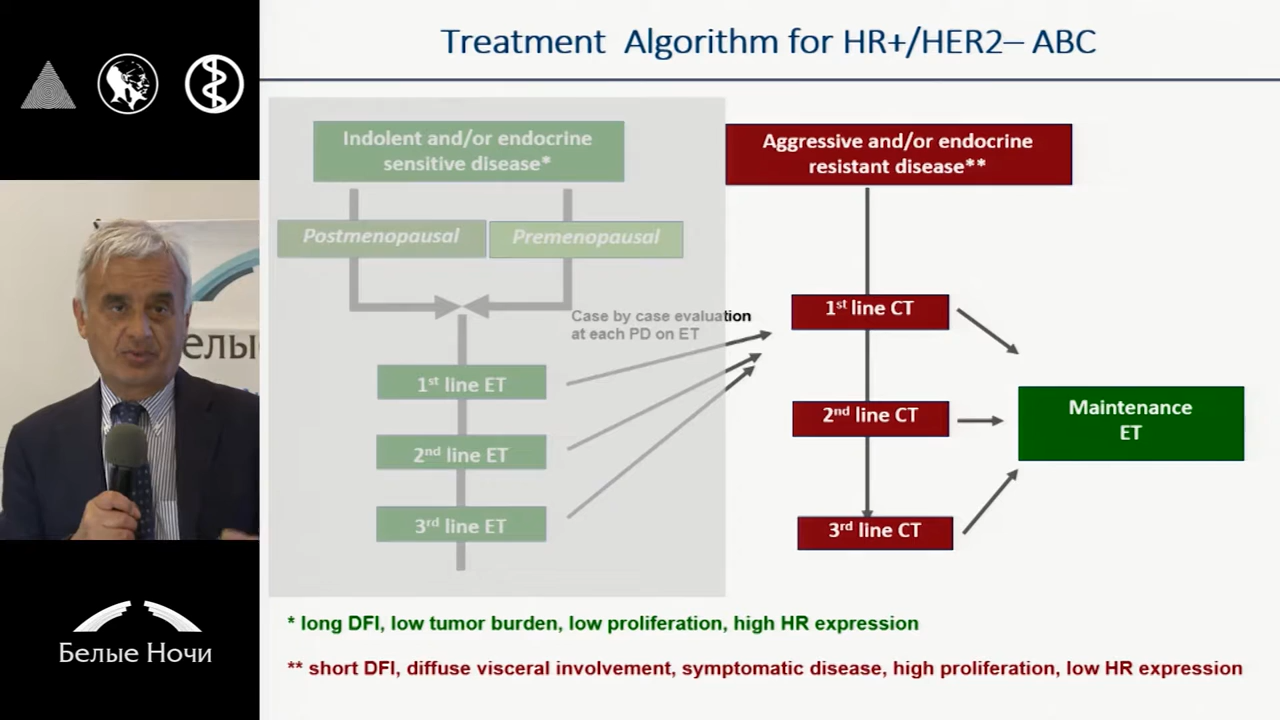 Treatment Algorithm for HR+/HER2– ABC
Indolent and/or endocrine
sensitive disease*
Aggressive and/or endocrine
resistant disease**
Postmenopausal
Premenopausal
Case by case evaluation
at each PD on ET
1st line ET
2nd line ET
3rd line ET
1st line CT
2nd line CT
3rd line CT
Maintenance
ET
* long DFI, low tumor burden, low proliferation, high HR expression
** short DFI, diffuse visceral involvement, symptomatic disease, high proliferation, low HR expression
елы
Белые Ночи